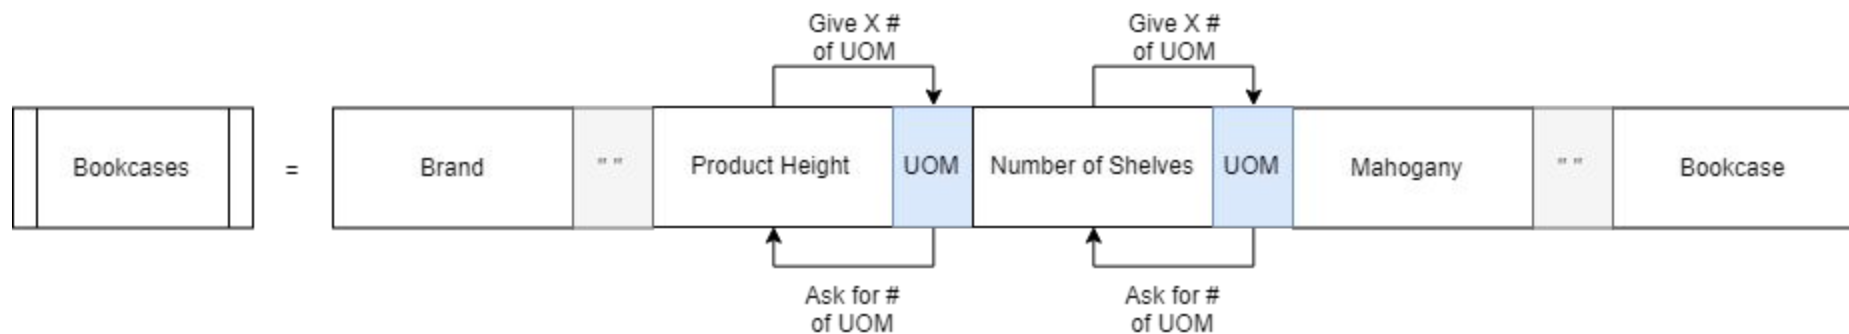 Give X #
of UOM
Give X #
of UOM
Bookcases = Brand " " Product Height UOM Number of Shelves UOM Mahogany " " Bookcase
Ask for #
of UOM
Ask for #
of UOM